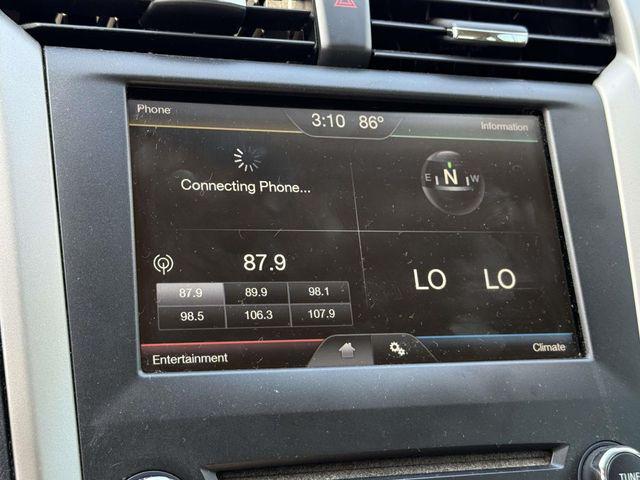 Phone
3:10 86°
Information
Connecting Phone...
E N W
87.9
LO LO
87.9 89.9 98.1
98.5 106.3 107.9
Entertainment
Climate
TUNE